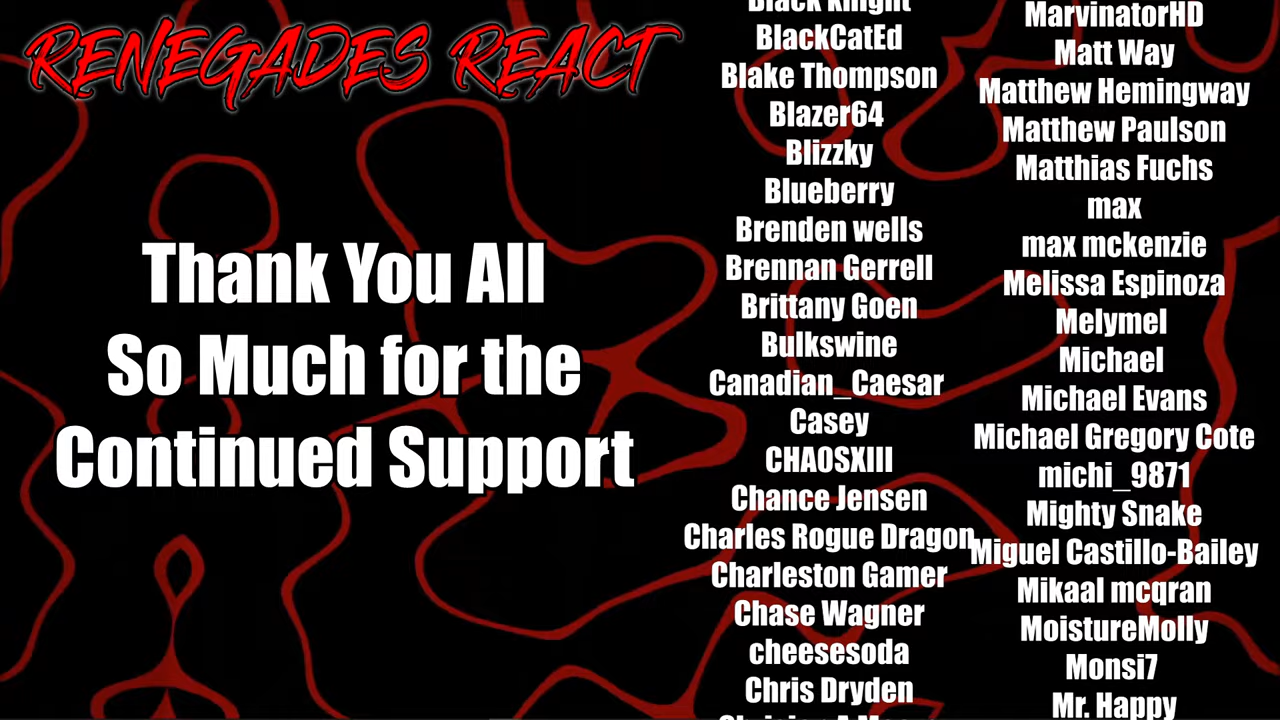 RENEGADES REACT
Thank You All
So Much for the
Continued Support
Black Knight
BlackCatEd
Blake Thompson
Blazer64
Blizzky
Blueberry
Brenden wells
Brennan Gerrell
Brittany Goen
Bulkswine
Canadian_Caesar
Casey
CHAOSXIII
Chance Jensen
Charles Rogue Dragon
Charleston Gamer
Chase Wagner
cheesesoda
Chris Dryden
MarvinatorHD
Matt Way
Matthew Hemingway
Matthew Paulson
Matthias Fuchs
max
max mckenzie
Melissa Espinoza
Melymel
Michael
Michael Evans
Michael Gregory Cote
michi_9871
Mighty Snake
Miguel Castillo-Bailey
Mikaal mcqran
MoistureMolly
Monsi7
Mr. Happy